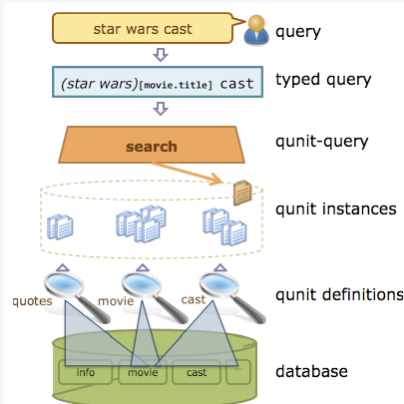 star wars cast
query
(star wars)[movie.title] cast
typed query
search
qunit-query
qunit instances
quotes
movie
cast
qunit definitions
info
movie
cast
...
database